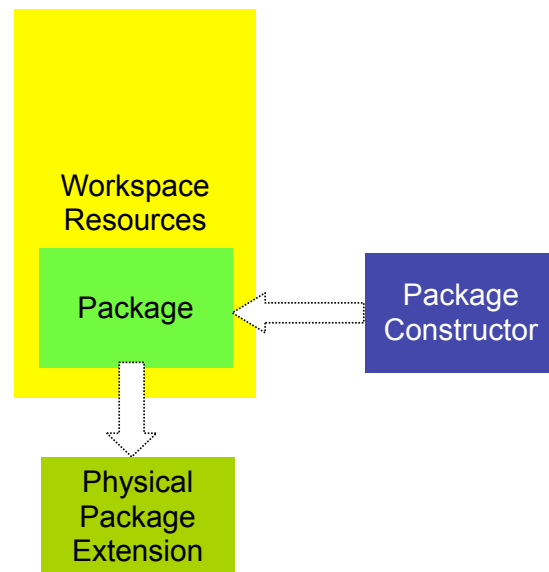 Workspace
Resources
Package
Package
Constructor
Physical
Package
Extension